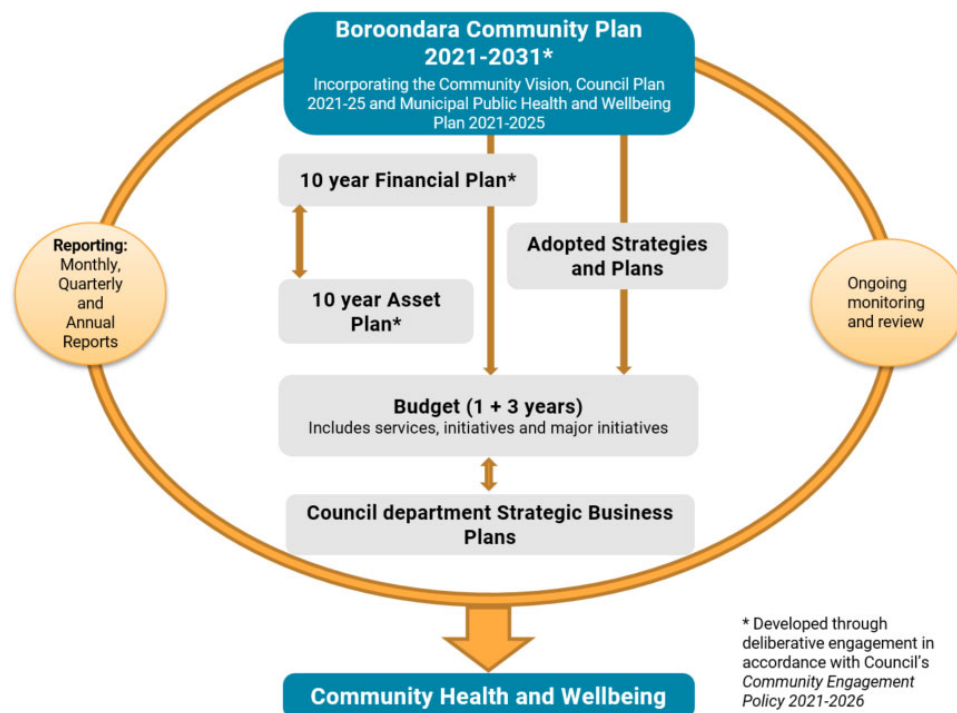 Boroondara Community Plan
2021-2031*
Incorporating the Community Vision, Council Plan
2021-25 and Municipal Public Health and Wellbeing
Plan 2021-2025
10 year Financial Plan*
Adopted Strategies
and Plans
Reporting:
Monthly,
Quarterly
and
Annual
Reports
10 year Asset
Plan*
Ongoing
monitoring
and review
Budget (1 + 3 years)
Includes services, initiatives and major initiatives
Council department Strategic Business
Plans
Community Health and Wellbeing
* Developed through
deliberative engagement in
accordance with Council's
Community Engagement
Policy 2021-2026